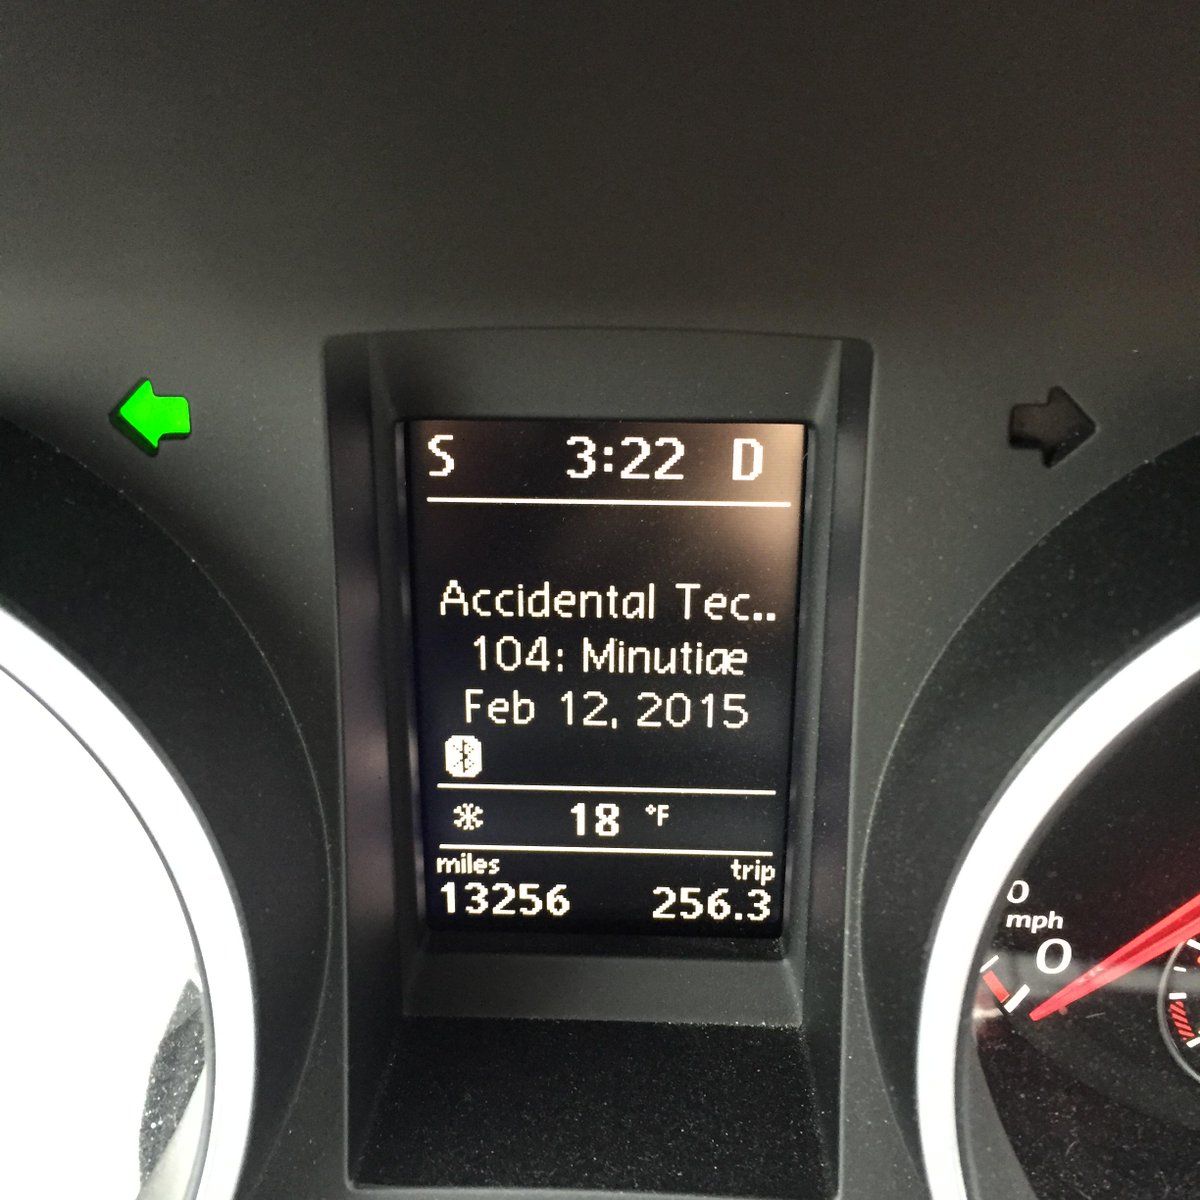 S 3:22 D
Accidental Tec..
104: Minutiæ
Feb 12, 2015
18 °F
miles trip
13256 256.3
0
mph
0